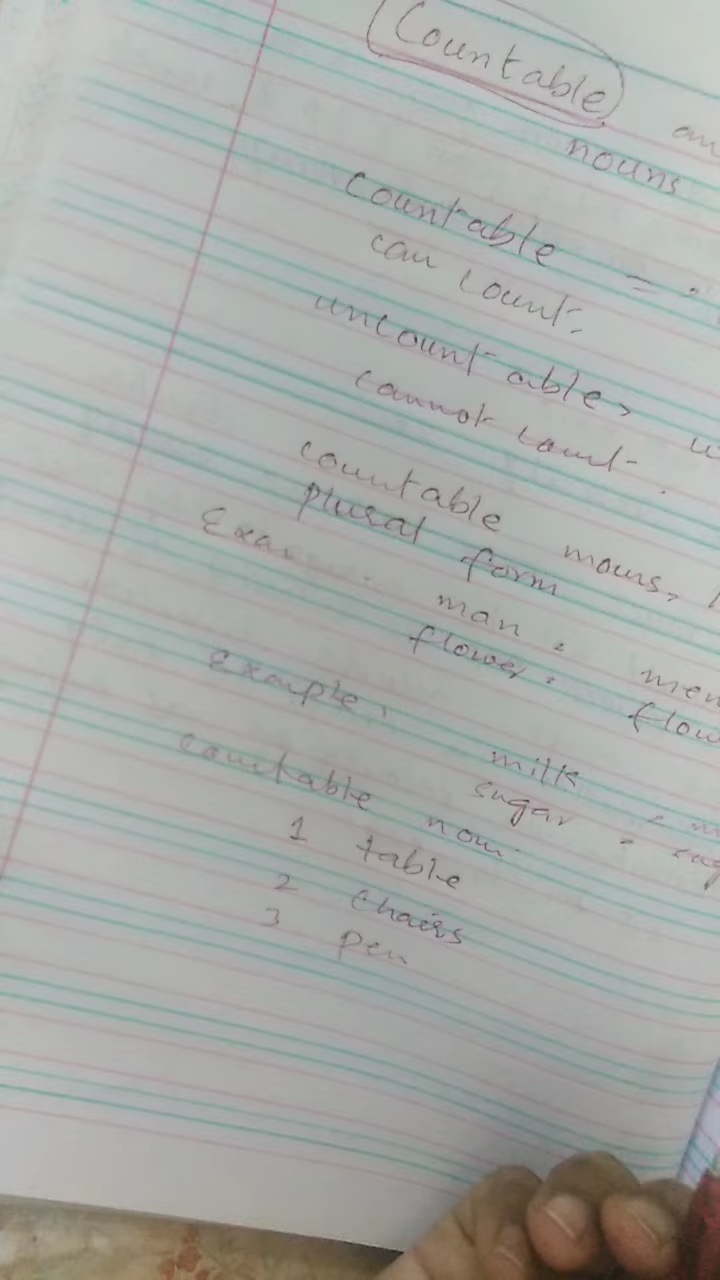 Countable
nouns
Countable =
can count.
uncountable,
cannot count.
countable nouns,
plural form
man = men
flower =
Example,
milk =
sugar =
countable noun
1 table
2 chairs
3 pen